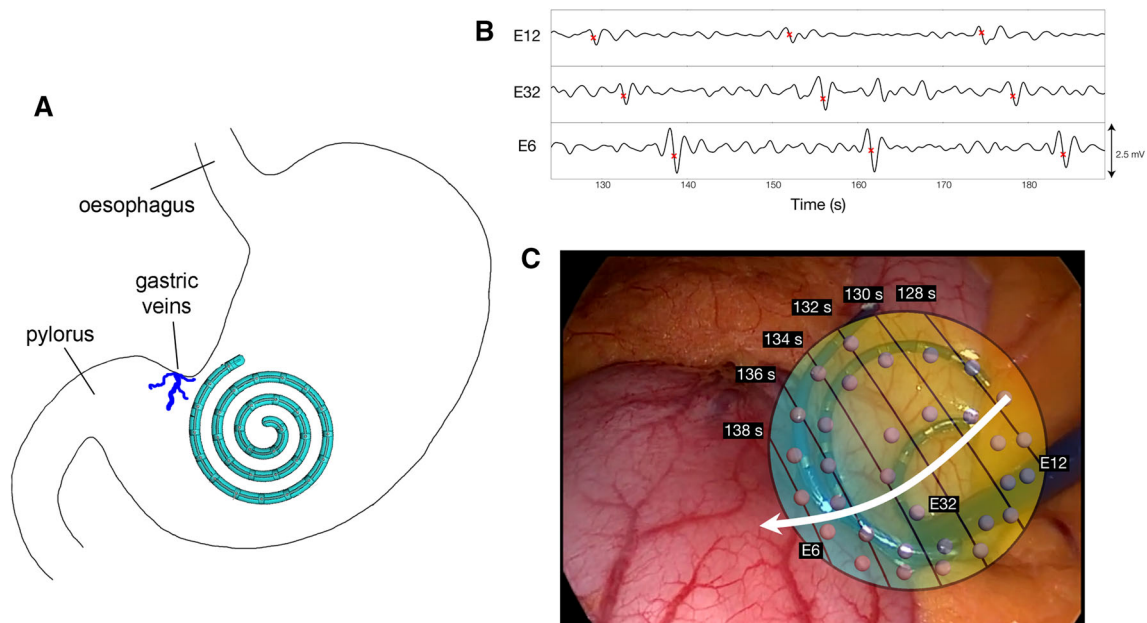 A
oesophagus
gastric
veins
pylorus
B
E12
E32
E6
2.5 mV
130
140
150
160
170
180
Time (s)
C
128 s
130 s
132 s
134 s
136 s
138 s
E12
E32
E6